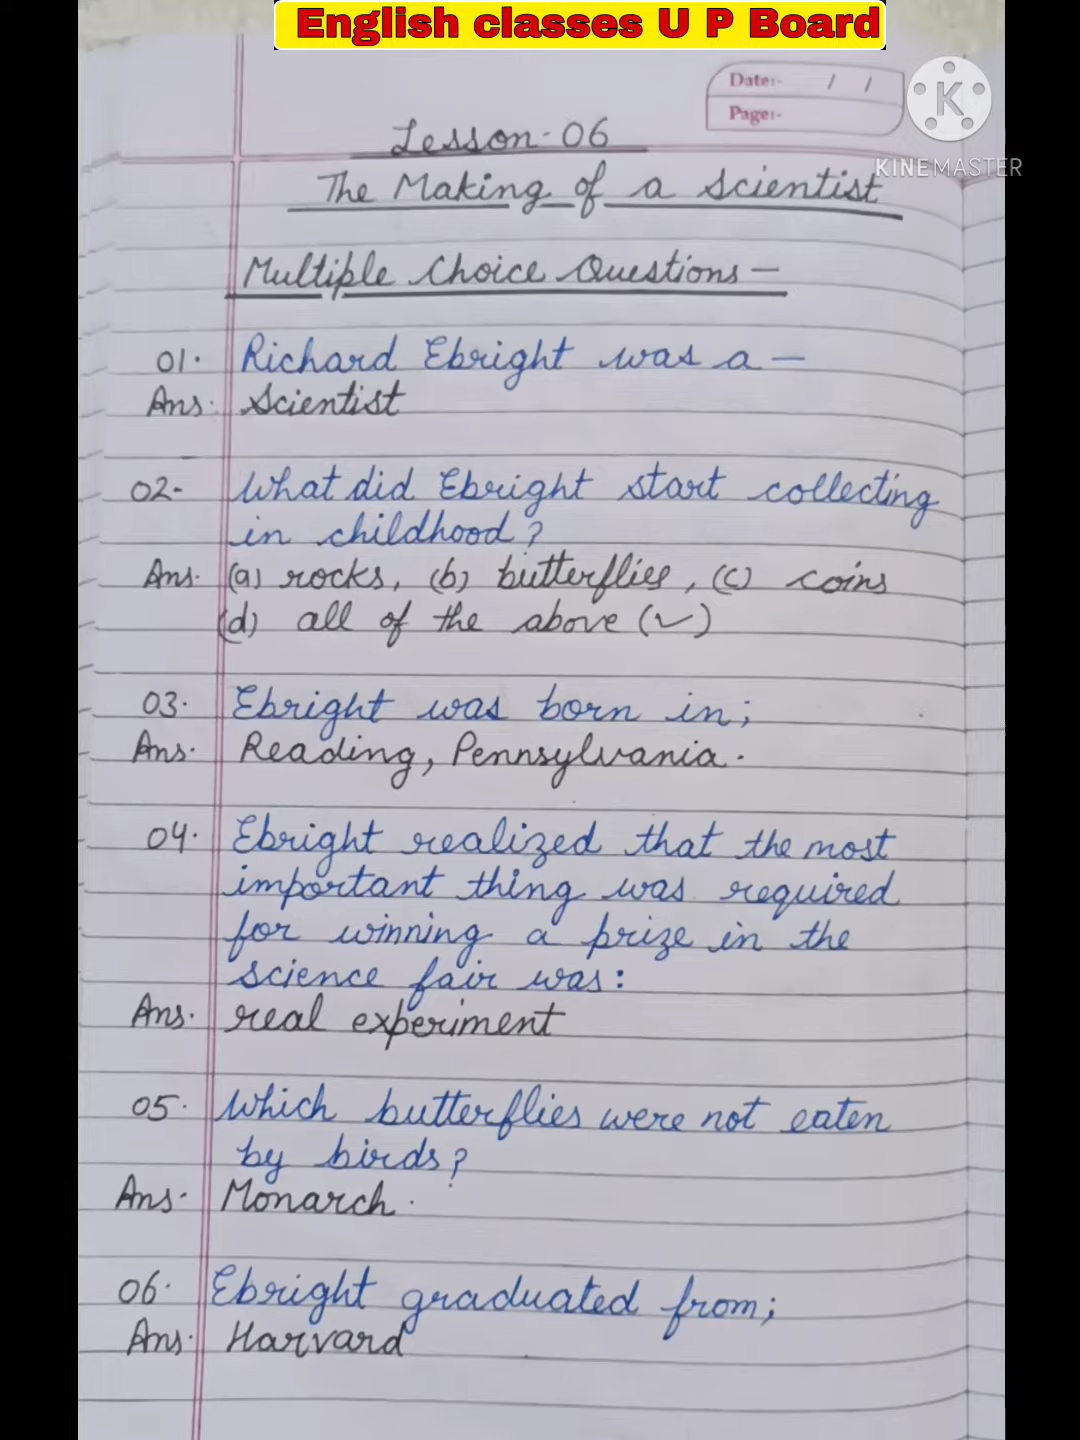 English classes U P Board
Date:- / /
Page:-
K
KINEMASTER
Lesson-06
The Making of a Scientist
Multiple Choice Questions –
01. Richard Ebright was a –
Ans. Scientist
02- What did Ebright start collecting
in childhood?
Ans. (a) rocks, (b) butterflies, (c) coins
(d) all of the above (✓)
03. Ebright was born in;
Ans. Reading, Pennsylvania.
04. Ebright realized that the most
important thing was required
for winning a prize in the
science fair was:
Ans. real experiment
05. Which butterflies were not eaten
by birds?
Ans. Monarch.
06. Ebright graduated from;
Ans. Harvard